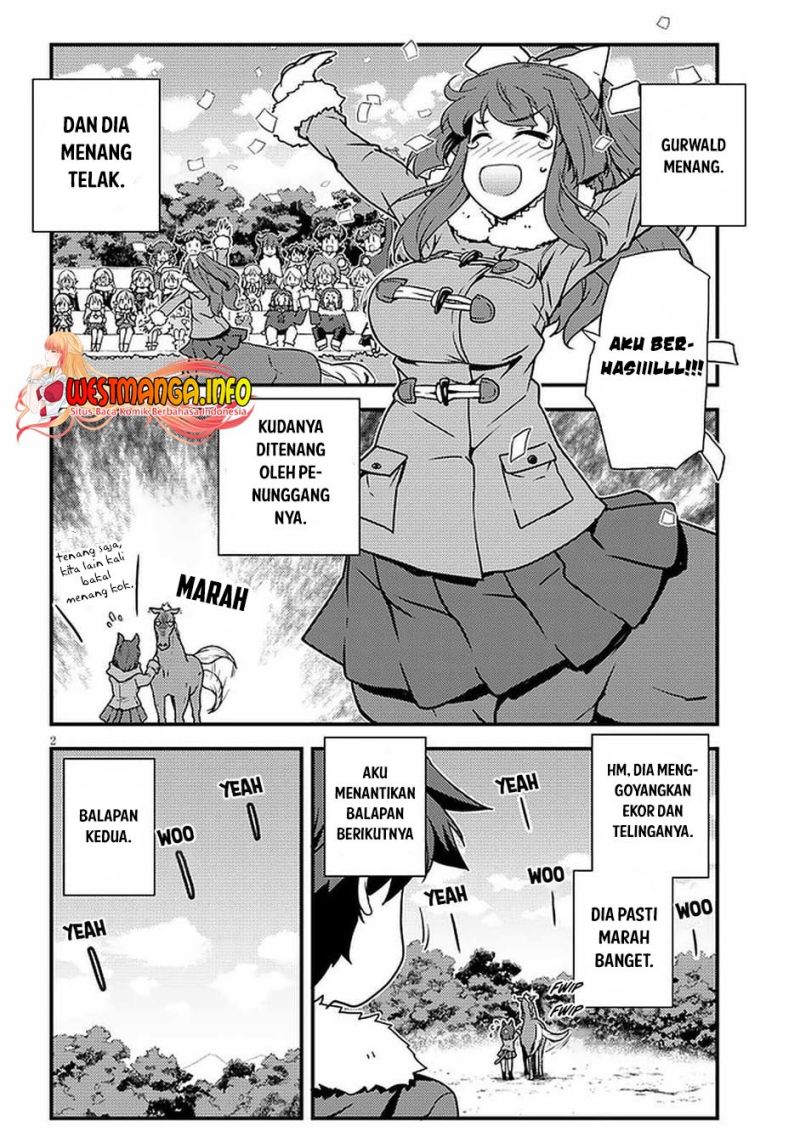 GURWALD
MENANG.
DAN DIA
MENANG
TELAK.
AKU BER-
HASIIILLL!!!
WESTMANGA.INFO
Situs Baca Komik Berbahasa Indonesia
KUDANYA
DITENANG
OLEH PE-
NUNGGANG
NYA.
MARAH
tenang saja,
kita lain kali
bakal
menang kok.
2
HM, DIA MENG-
GOYANGKAN
EKOR DAN
TELINGANYA.
DIA PASTI
MARAH
BANGET.
AKU
MENANTIKAN
BALAPAN
BERIKUTNYA
YEAH
WOO
YEAH
WOO
FWIP
FWIP
BALAPAN
KEDUA.
YEAH
WOO
YEAH